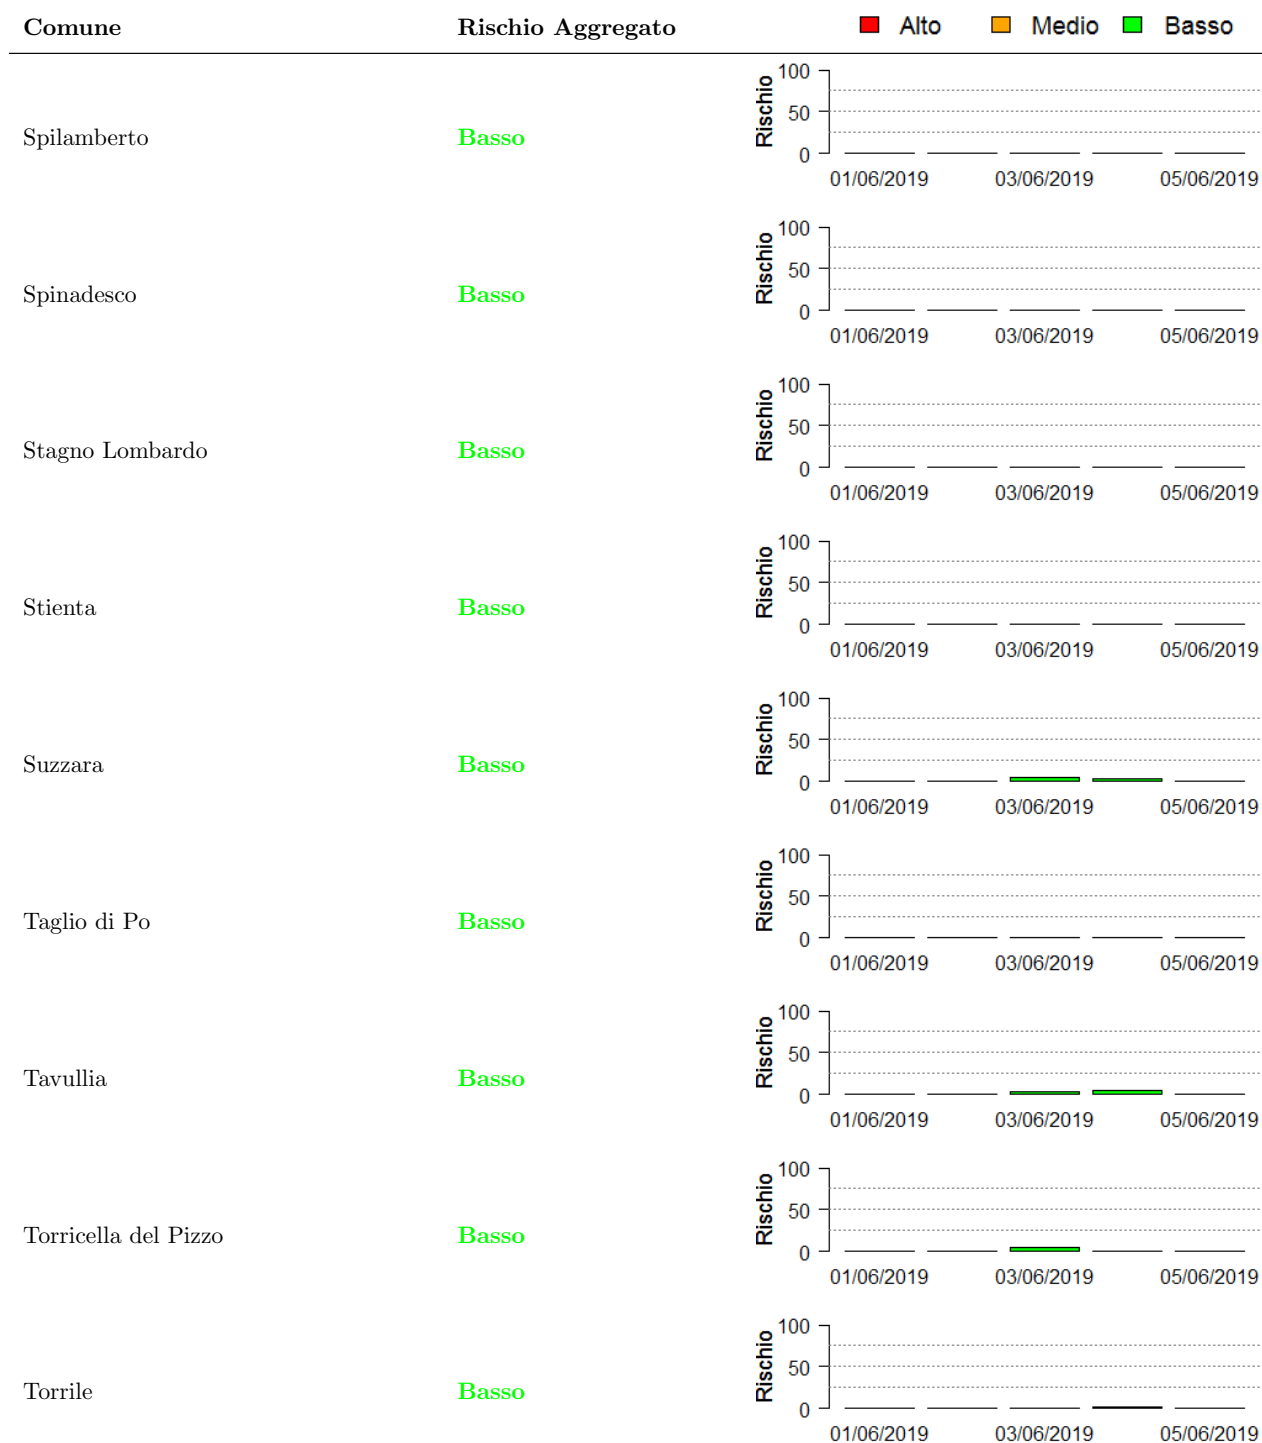 Comune Rischio Aggregato Alto Medio Basso
100
Rischio
50
Spilamberto Basso
0
01/06/2019 03/06/2019 05/06/2019
100
Rischio
50
Spinadesco Basso
0
01/06/2019 03/06/2019 05/06/2019
100
Rischio
50
Stagno Lombardo Basso
0
01/06/2019 03/06/2019 05/06/2019
100
Rischio
50
Stienta Basso
0
01/06/2019 03/06/2019 05/06/2019
100
Rischio
50
Suzzara Basso
0
01/06/2019 03/06/2019 05/06/2019
100
Rischio
50
Taglio di Po Basso
0
01/06/2019 03/06/2019 05/06/2019
100
Rischio
50
Tavullia Basso
0
01/06/2019 03/06/2019 05/06/2019
100
Rischio
50
Torricella del Pizzo Basso
0
01/06/2019 03/06/2019 05/06/2019
100
Rischio
50
Torrile Basso
0
01/06/2019 03/06/2019 05/06/2019